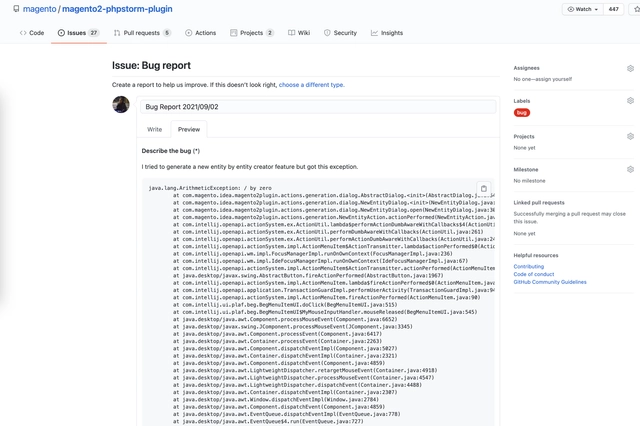 magento / magento2-phpstorm-plugin
Watch
447
Code
Issues 27
Pull requests 5
Actions
Projects 2
Wiki
Security
Insights
Issue: Bug report
Create a report to help us improve. If this doesn't look right, choose a different type.
Bug Report 2021/09/02
Write
Preview
Describe the bug (*)
I tried to generate a new entity by entity creator feature but got this exception.
java.lang.ArithmeticException: / by zero
at com.magento.idea.magento2plugin.actions.generation.dialog.AbstractDialog.<init>(AbstractDialog.j
at com.magento.idea.magento2plugin.actions.generation.dialog.NewEntityDialog.<init>(NewEntityDialog.java:
at com.magento.idea.magento2plugin.actions.generation.dialog.NewEntityDialog.open(NewEntityDialog.java:3
at com.magento.idea.magento2plugin.actions.generation.NewEntityAction.actionPerformed(NewEntityAction.jav
at com.intellij.openapi.actionSystem.ex.ActionUtil.lambda$performActionDumbAwareWithCallbacks$4(ActionUti
at com.intellij.openapi.actionSystem.ex.ActionUtil.performDumbAwareWithCallbacks(ActionUtil.java:261)
at com.intellij.openapi.actionSystem.ex.ActionUtil.performActionDumbAwareWithCallbacks(ActionUtil.java:24
at com.intellij.openapi.actionSystem.impl.ActionMenuItem$ActionTransmitter.lambda$actionPerformed$0(Actio
at com.intellij.openapi.wm.impl.FocusManagerImpl.runOnOwnContext(FocusManagerImpl.java:236)
at com.intellij.openapi.wm.impl.IdeFocusManagerImpl.runOnOwnContext(IdeFocusManagerImpl.java:67)
at com.intellij.openapi.actionSystem.impl.ActionMenuItem$ActionTransmitter.actionPerformed(ActionMenuItem
at java.desktop/javax.swing.AbstractButton.fireActionPerformed(AbstractButton.java:1967)
at com.intellij.openapi.actionSystem.impl.ActionMenuItem.lambda$fireActionPerformed$0(ActionMenuItem.java
at com.intellij.openapi.application.TransactionGuardImpl.performUserActivity(TransactionGuardImpl.java:94
at com.intellij.openapi.actionSystem.impl.ActionMenuItem.fireActionPerformed(ActionMenuItem.java:90)
at com.intellij.ui.plaf.beg.BegMenuItemUI.doClick(BegMenuItemUI.java:515)
at com.intellij.ui.plaf.beg.BegMenuItemUI$MyMouseInputHandler.mouseReleased(BegMenuItemUI.java:545)
at java.desktop/java.awt.Component.processMouseEvent(Component.java:6652)
at java.desktop/javax.swing.JComponent.processMouseEvent(JComponent.java:3345)
at java.desktop/java.awt.Component.processEvent(Component.java:6417)
at java.desktop/java.awt.Container.processEvent(Container.java:2263)
at java.desktop/java.awt.Component.dispatchEventImpl(Component.java:5027)
at java.desktop/java.awt.Container.dispatchEventImpl(Container.java:2321)
at java.desktop/java.awt.Component.dispatchEvent(Component.java:4859)
at java.desktop/java.awt.LightweightDispatcher.retargetMouseEvent(Container.java:4918)
at java.desktop/java.awt.LightweightDispatcher.processMouseEvent(Container.java:4547)
at java.desktop/java.awt.LightweightDispatcher.dispatchEvent(Container.java:4488)
at java.desktop/java.awt.Container.dispatchEventImpl(Container.java:2307)
at java.desktop/java.awt.Window.dispatchEventImpl(Window.java:2784)
at java.desktop/java.awt.Component.dispatchEvent(Component.java:4859)
at java.desktop/java.awt.EventQueue.dispatchEventImpl(EventQueue.java:778)
at java.desktop/java.awt.EventQueue$4.run(EventQueue.java:727)
Assignees
No one—assign yourself
Labels
bug
Projects
None yet
Milestone
No milestone
Linked pull requests
Successfully merging a pull request may close
this issue.
None yet
Helpful resources
Contributing
Code of conduct
GitHub Community Guidelines